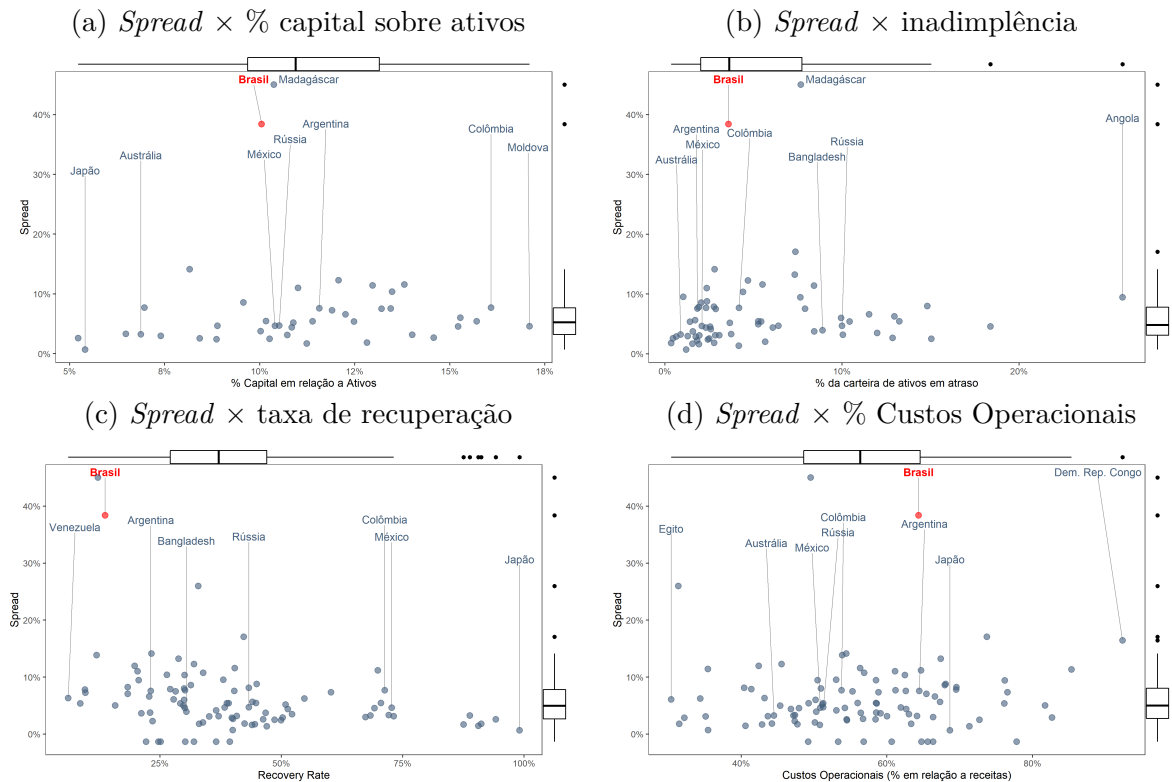 (a) Spread × % capital sobre ativos
Brasil
Madagáscar
Argentina
Colômbia
Rússia
México
Moldova
Austrália
Japão
40%
30%
20%
10%
0%
Spread
5%
8%
10%
12%
15%
18%
% Capital em relação a Ativos
(b) Spread × inadimplência
Brasil
Madagáscar
Angola
Argentina
Colômbia
México
Rússia
Bangladesh
Austrália
40%
30%
20%
10%
0%
Spread
0%
10%
20%
% da carteira de ativos em atraso
(c) Spread × taxa de recuperação
Brasil
Venezuela
Argentina
Colômbia
Bangladesh
Rússia
México
Japão
40%
30%
20%
10%
0%
Spread
25%
50%
75%
100%
Recovery Rate
(d) Spread × % Custos Operacionais
Brasil
Dem. Rep. Congo
Egito
Colômbia
Argentina
Rússia
Austrália
México
Japão
40%
30%
20%
10%
0%
Spread
40%
60%
80%
Custos Operacionais (% em relação a receitas)